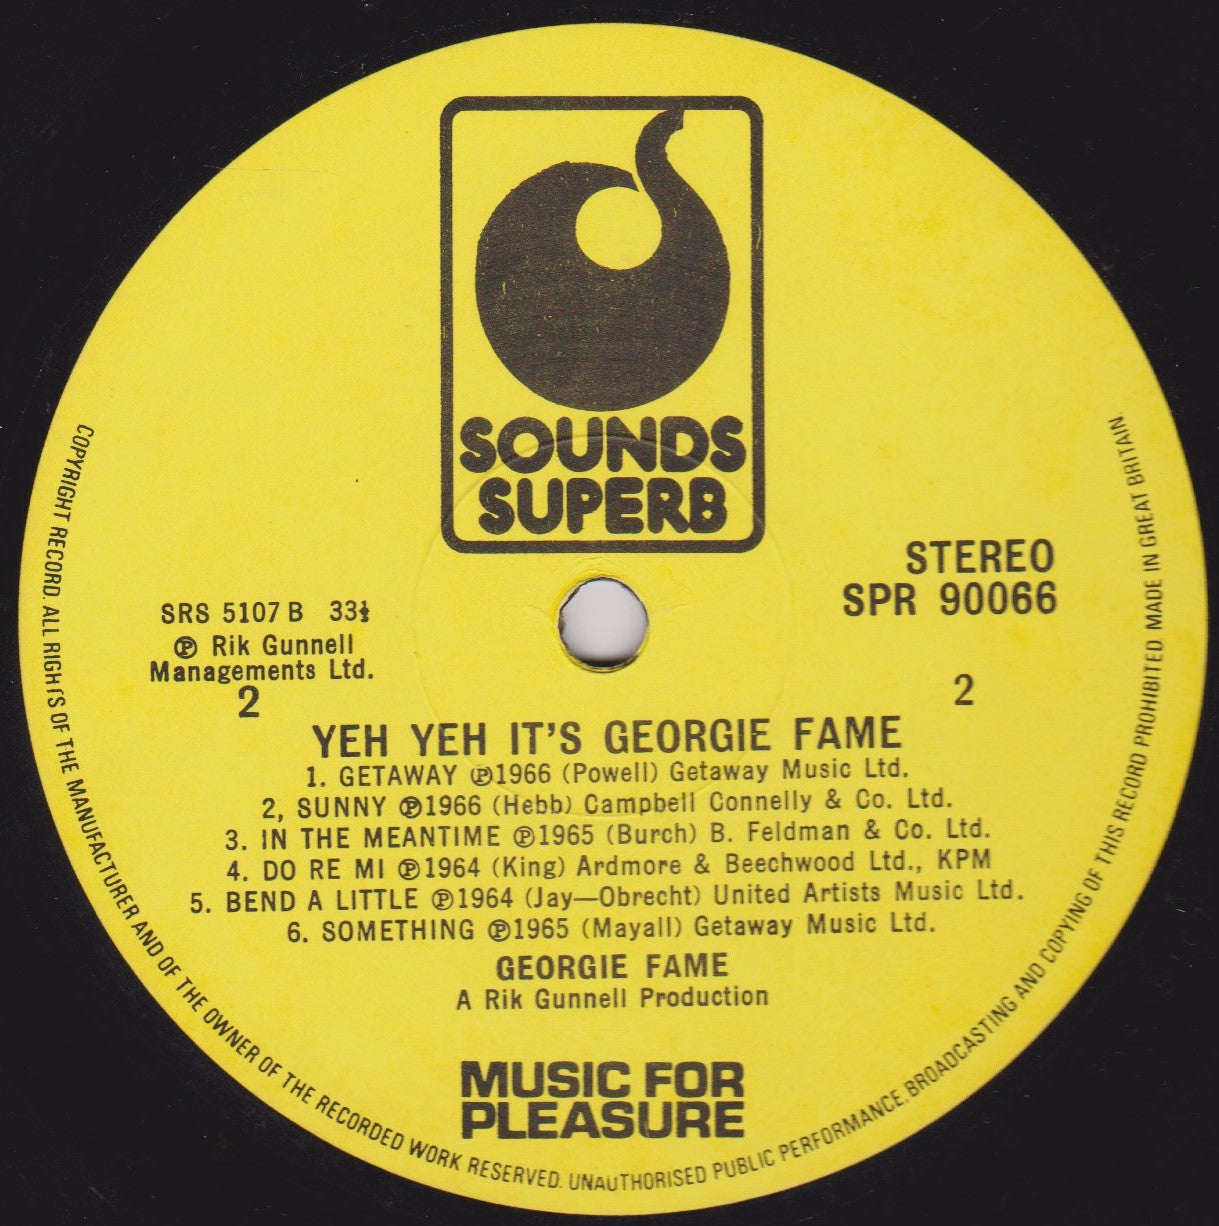 SOUNDS
SUPERB
STEREO
SPR 90066
2
SRS 5107 B 33⅓
℗ Rik Gunnell
Managements Ltd.
2
YEH YEH IT'S GEORGIE FAME
1. GETAWAY ℗1966 (Powell) Getaway Music Ltd.
2, SUNNY ℗1966 (Hebb) Campbell Connelly & Co. Ltd.
3. IN THE MEANTIME ℗1965 (Burch) B. Feldman & Co. Ltd.
4. DO RE MI ℗1964 (King) Ardmore & Beechwood Ltd., KPM
5. BEND A LITTLE ℗1964 (Jay—Obrecht) United Artists Music Ltd.
6. SOMETHING ℗1965 (Mayall) Getaway Music Ltd.
GEORGIE FAME
A Rik Gunnell Production
MUSIC FOR
PLEASURE
COPYRIGHT RECORD. ALL RIGHTS OF THE MANUFACTURER AND OF THE OWNER OF THE RECORDED WORK RESERVED. UNAUTHORISED PUBLIC PERFORMANCE. BROADCASTING AND COPYING OF THIS RECORD PROHIBITED. MADE IN GREAT BRITAIN.